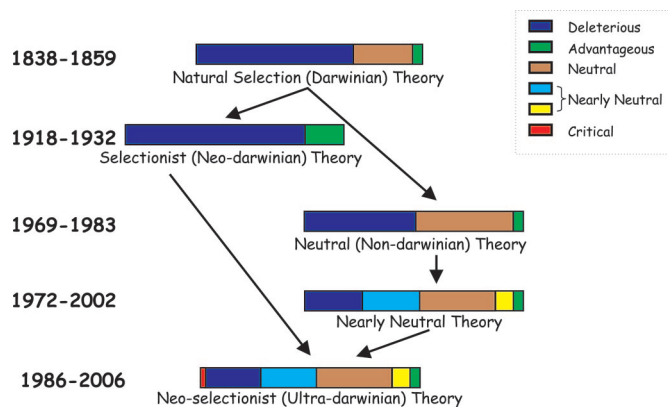 1838-1859
Natural Selection (Darwinian) Theory
1918-1932
Selectionist (Neo-darwinian) Theory
1969-1983
Neutral (Non-darwinian) Theory
1972-2002
Nearly Neutral Theory
1986-2006
Neo-selectionist (Ultra-darwinian) Theory
Deleterious
Advantageous
Neutral
Nearly Neutral
Critical